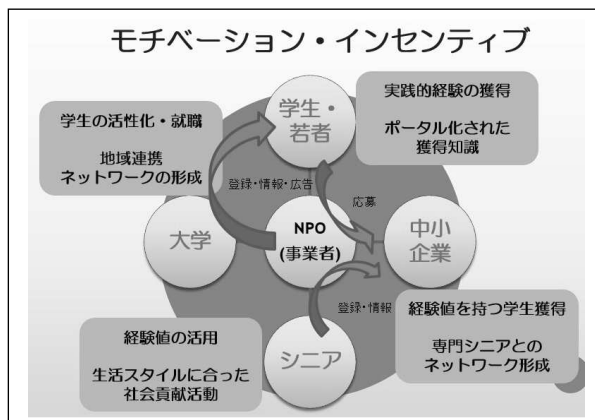 モチベーション・インセンティブ
学生の活性化・就職
地域連携
ネットワークの形成
学生・
若者
実践的経験の獲得
ポータル化された
獲得知識
登録・情報・広告
応募
大学
NPO
(事業者)
中小
企業
登録・情報
経験値の活用
生活スタイルに合った
社会貢献活動
シニア
経験値を持つ学生獲得
専門シニアとの
ネットワーク形成